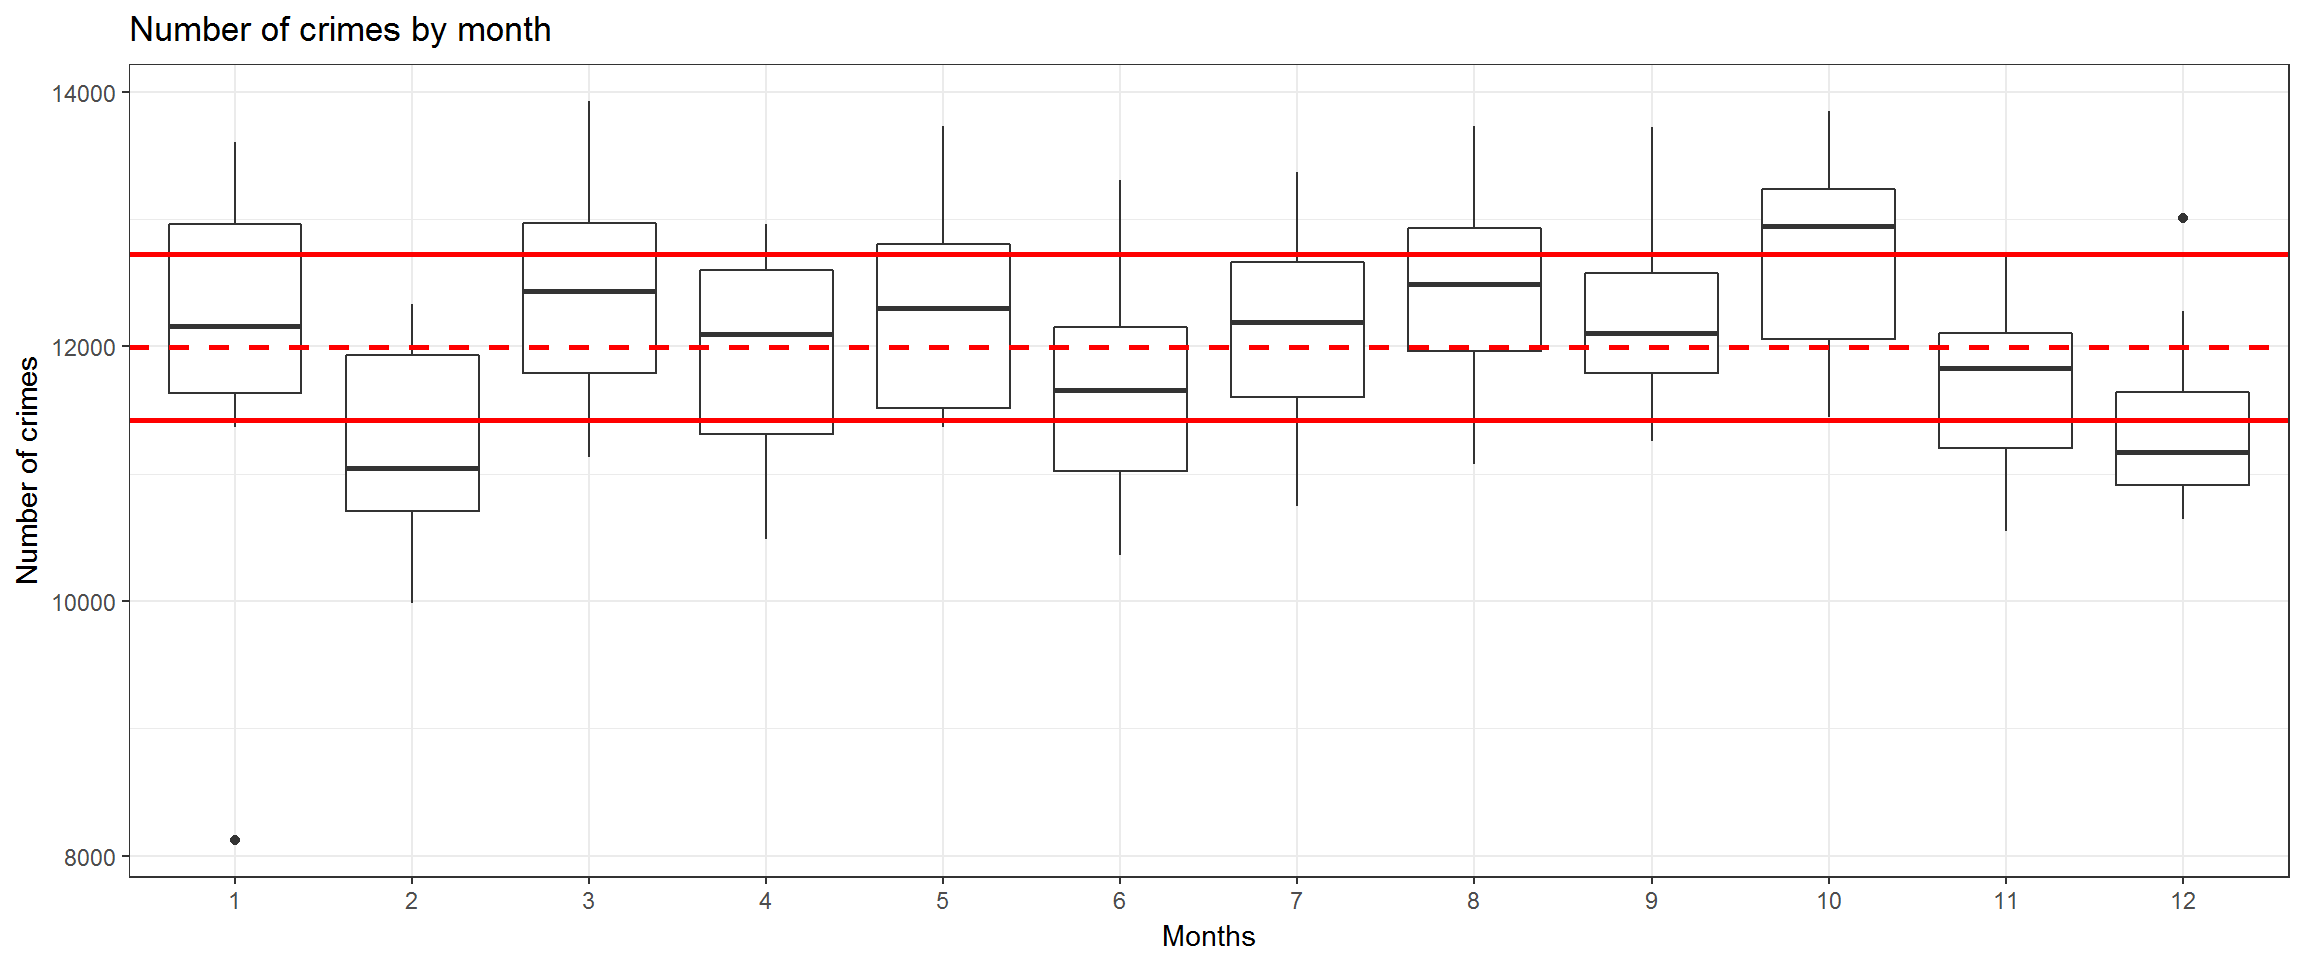 Number of crimes by month
Number of crimes
14000
12000
10000
8000
1 2 3 4 5 6 7 8 9 10 11 12
Months